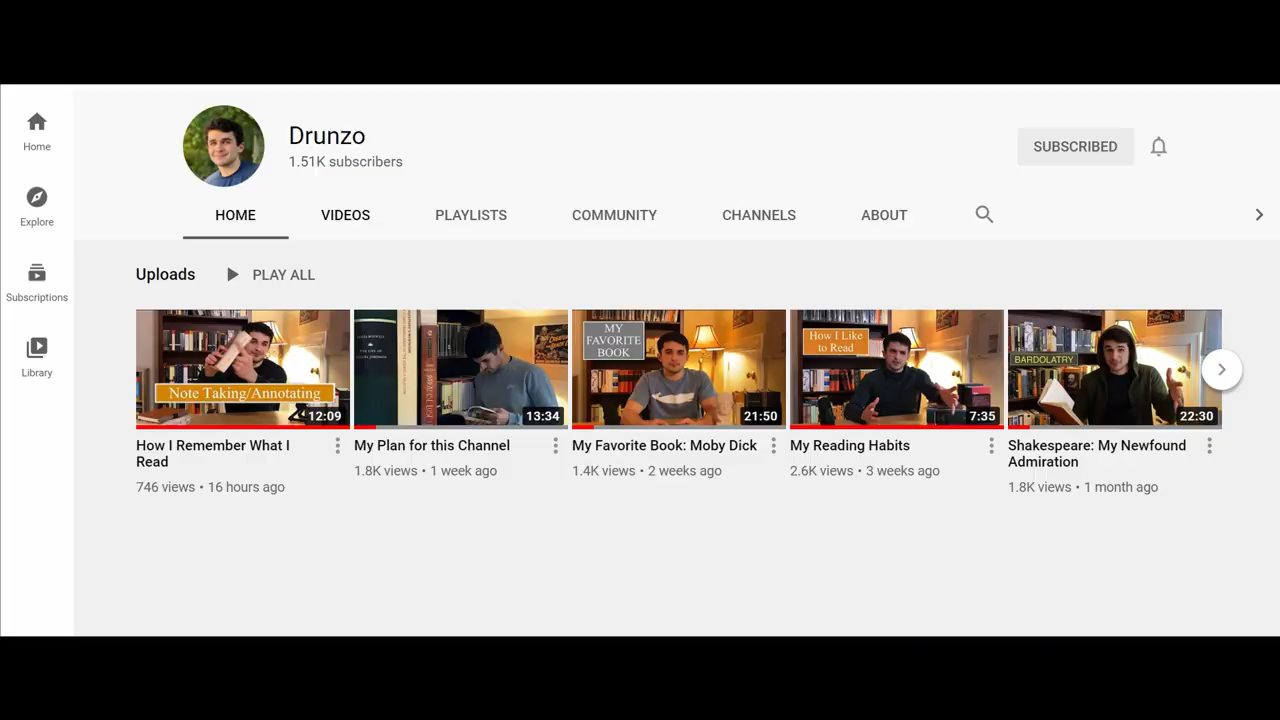 Drunzo
1.51K subscribers
SUBSCRIBED
Home
Explore
Subscriptions
Library
HOME VIDEOS PLAYLISTS COMMUNITY CHANNELS ABOUT
Uploads PLAY ALL
Note Taking/Annotating
12:09
How I Remember What I
Read
746 views • 16 hours ago
13:34
My Plan for this Channel
1.8K views • 1 week ago
MY
FAVORITE
BOOK
21:50
My Favorite Book: Moby Dick
1.4K views • 2 weeks ago
How I Like
to Read
7:35
My Reading Habits
2.6K views • 3 weeks ago
BARDOLATRY
22:30
Shakespeare: My Newfound
Admiration
1.8K views • 1 month ago